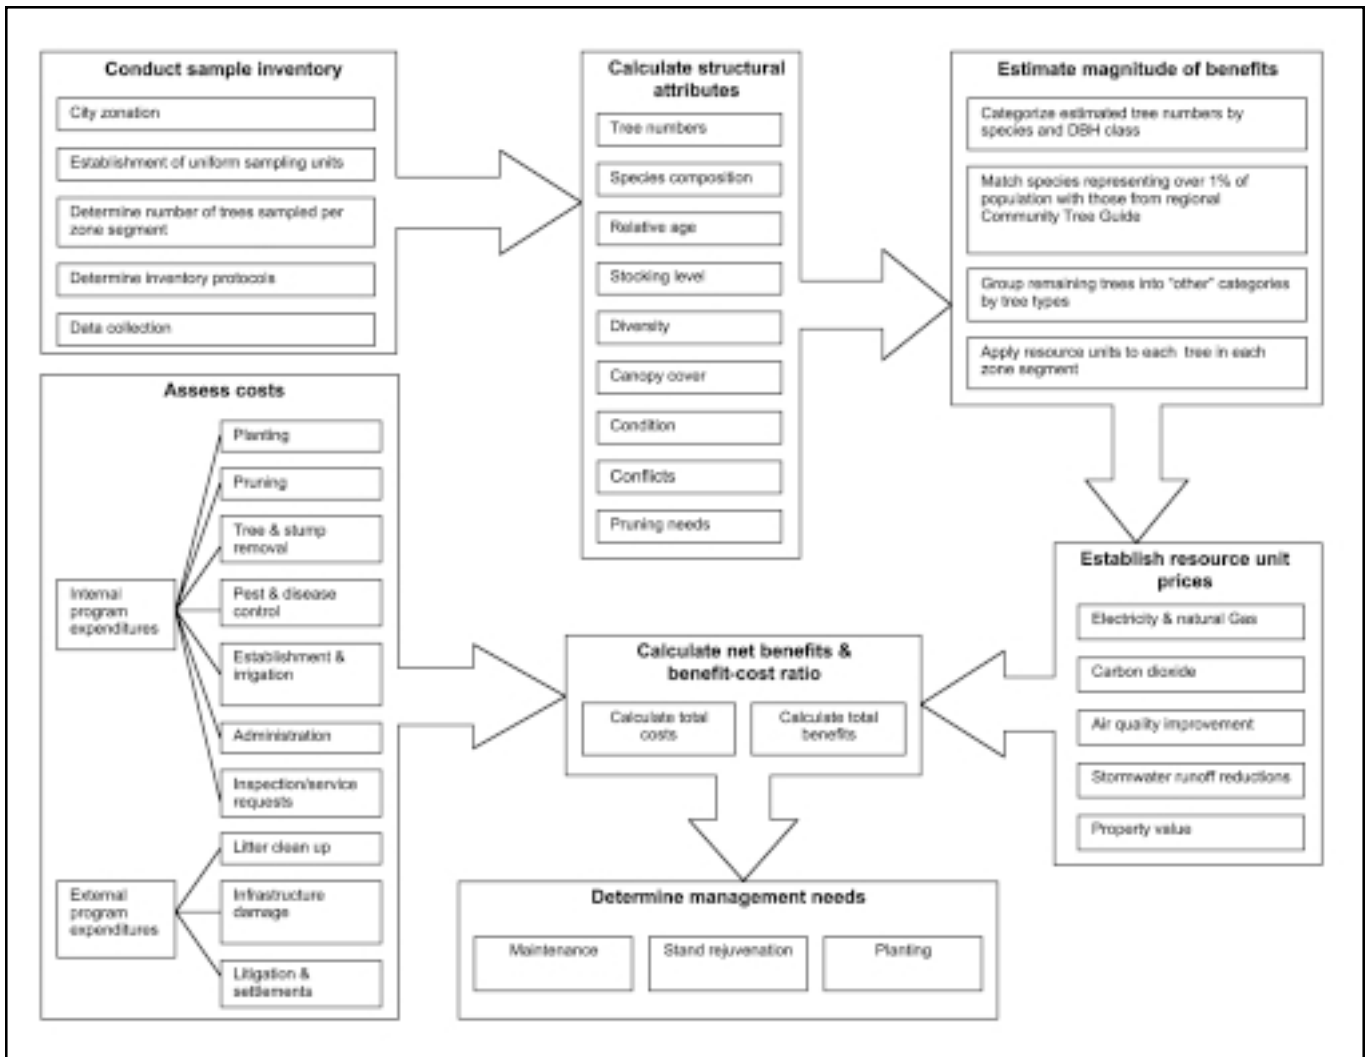 Conduct sample inventory
City zonation
Establishment of uniform sampling units
Determine number of trees sampled per
zone segment
Determine inventory protocols
Data collection
Calculate structural
attributes
Tree numbers
Species composition
Relative age
Stocking level
Diversity
Canopy cover
Condition
Conflicts
Pruning needs
Estimate magnitude of benefits
Categorize estimated tree numbers by
species and DBH class
Match species representing over 1% of
population with those from regional
Community Tree Guide
Group remaining trees into "other" categories
by tree types
Apply resource units to each tree in each
zone segment
Assess costs
Internal
program
expenditures
Planting
Pruning
Tree & stump
removal
Pest & disease
control
Establishment &
irrigation
Administration
Inspection/service
requests
External
program
expenditures
Litter clean up
Infrastructure
damage
Litigation &
settlements
Establish resource unit
prices
Electricity & natural Gas
Carbon dioxide
Air quality improvement
Stormwater runoff reductions
Property value
Calculate net benefits &
benefit-cost ratio
Calculate total
costs
Calculate total
benefits
Determine management needs
Maintenance
Stand rejuvenation
Planting